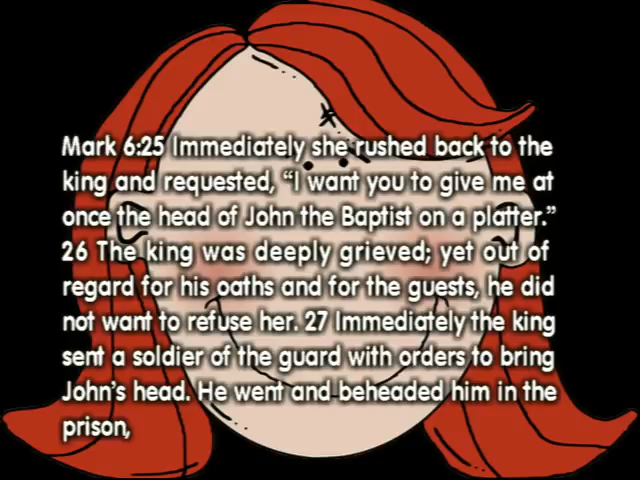 Mark 6:25 Immediately she rushed back to the
king and requested, “I want you to give me at
once the head of John the Baptist on a platter.”
26 The king was deeply grieved; yet out of
regard for his oaths and for the guests, he did
not want to refuse her. 27 Immediately the king
sent a soldier of the guard with orders to bring
John’s head. He went and beheaded him in the
prison,